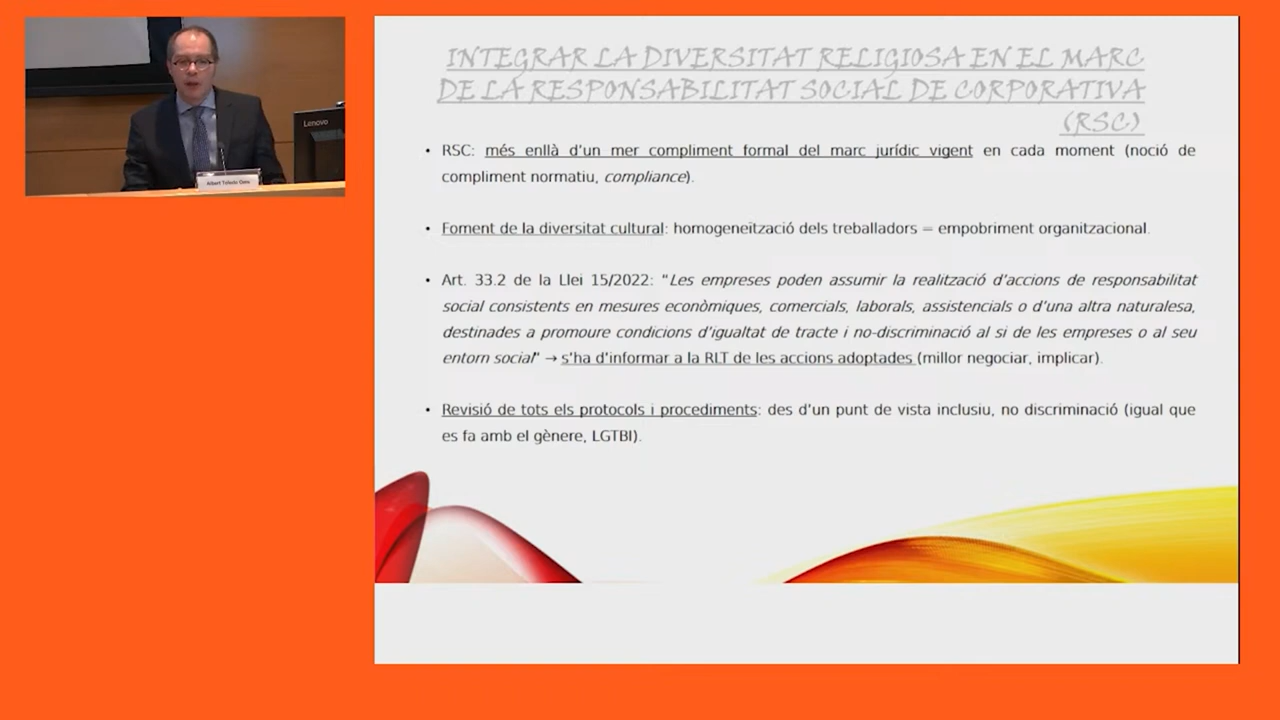 Lenovo
Albert Toledo Oms
INTEGRAR LA DIVERSITAT RELIGIOSA EN EL MARC
DE LA RESPONSABILITAT SOCIAL DE CORPORATIVA
(RSC)
• RSC: més enllà d’un mer compliment formal del marc jurídic vigent en cada moment (noció de
compliment normatiu, compliance).
• Foment de la diversitat cultural: homogeneïtzació dels treballadors = empobriment organitzacional.
• Art. 33.2 de la Llei 15/2022: “Les empreses poden assumir la realització d’accions de responsabilitat
social consistents en mesures econòmiques, comercials, laborals, assistencials o d’una altra naturalesa,
destinades a promoure condicions d’igualtat de tracte i no-discriminació al si de les empreses o al seu
entorn social” → s’ha d’informar a la RLT de les accions adoptades (millor negociar, implicar).
• Revisió de tots els protocols i procediments: des d’un punt de vista inclusiu, no discriminació (igual que
es fa amb el gènere, LGTBI).